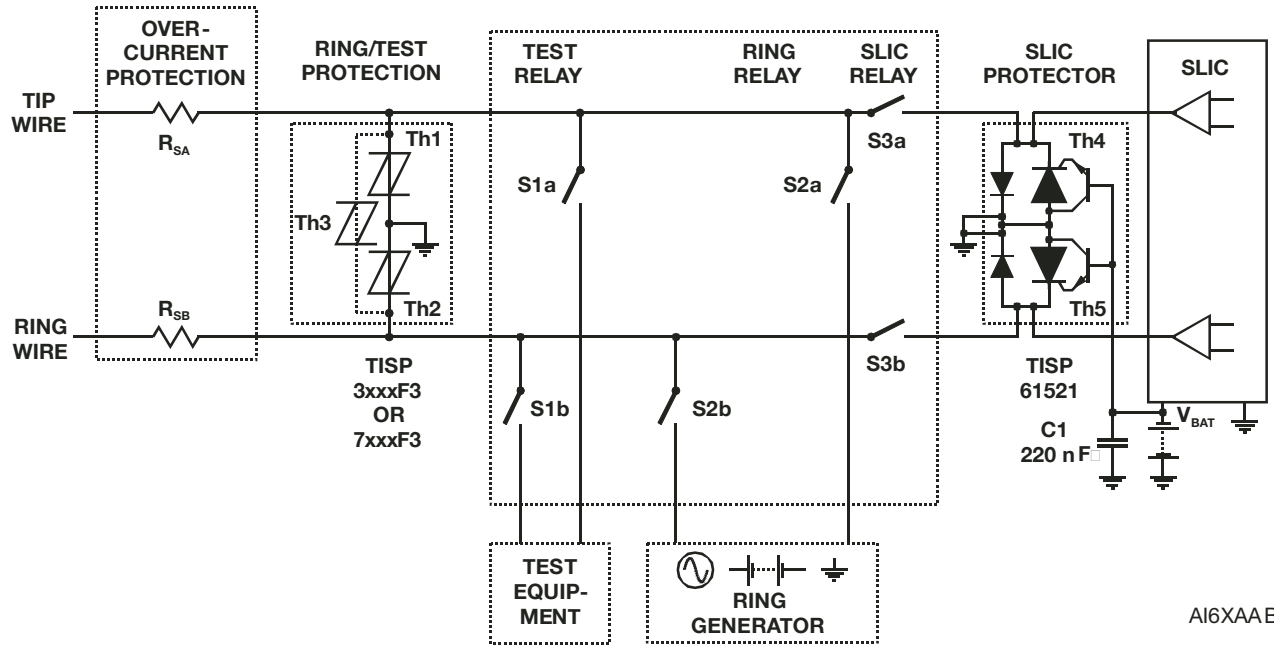 OVER-
CURRENT
PROTECTION
RING/TEST
PROTECTION
TEST
RELAY
RING
RELAY
SLIC
RELAY
SLIC
PROTECTOR
SLIC
TIP
WIRE
RSA
Th1
Th3
Th2
S1a
S2a
S3a
Th4
Th5
RING
WIRE
RSB
TISP
3xxxF3
OR
7xxxF3
S1b
S2b
S3b
TISP
61521
C1
220 nF
VBAT
TEST
EQUIP-
MENT
RING
GENERATOR
AI6XAAB